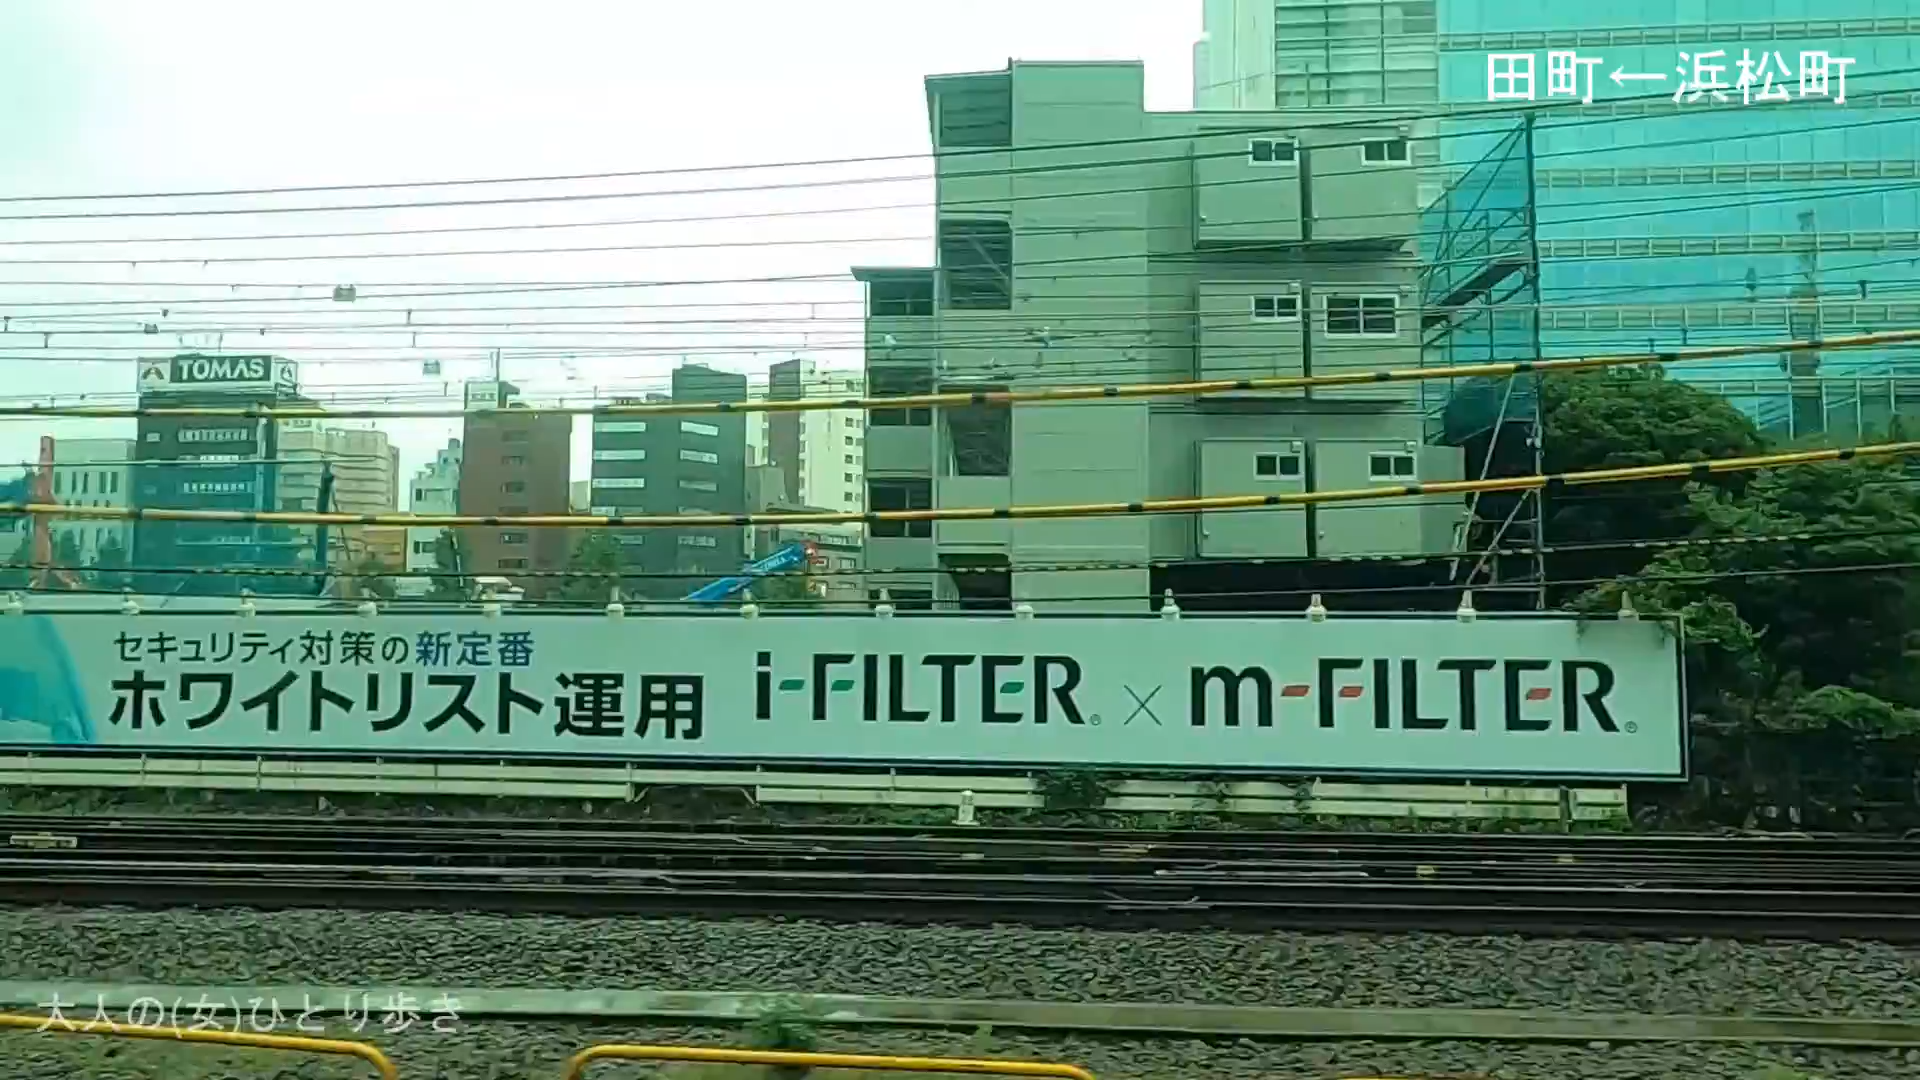 田町←浜松町
TOMAS
セキュリティ対策の新定番
ホワイトリスト運用
i-FILTER® × m-FILTER®
大人の(女)ひとり歩き